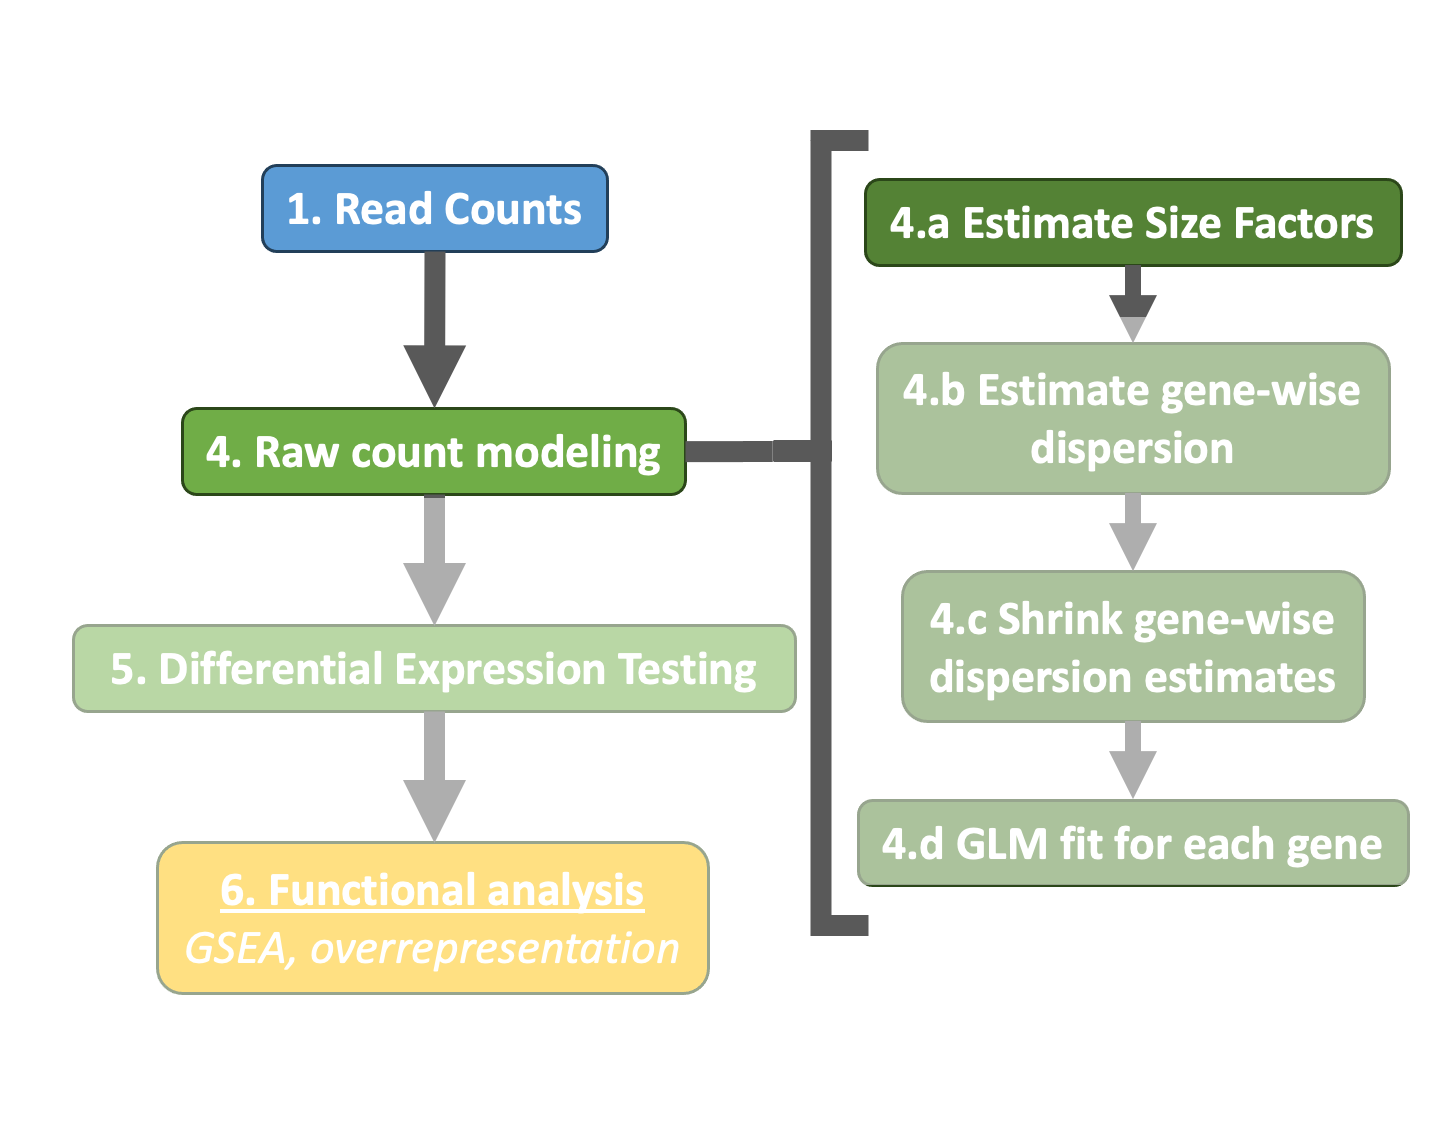 1. Read Counts
4. Raw count modeling
5. Differential Expression Testing
6. Functional analysis
GSEA, overrepresentation
4.a Estimate Size Factors
4.b Estimate gene-wise
dispersion
4.c Shrink gene-wise
dispersion estimates
4.d GLM fit for each gene